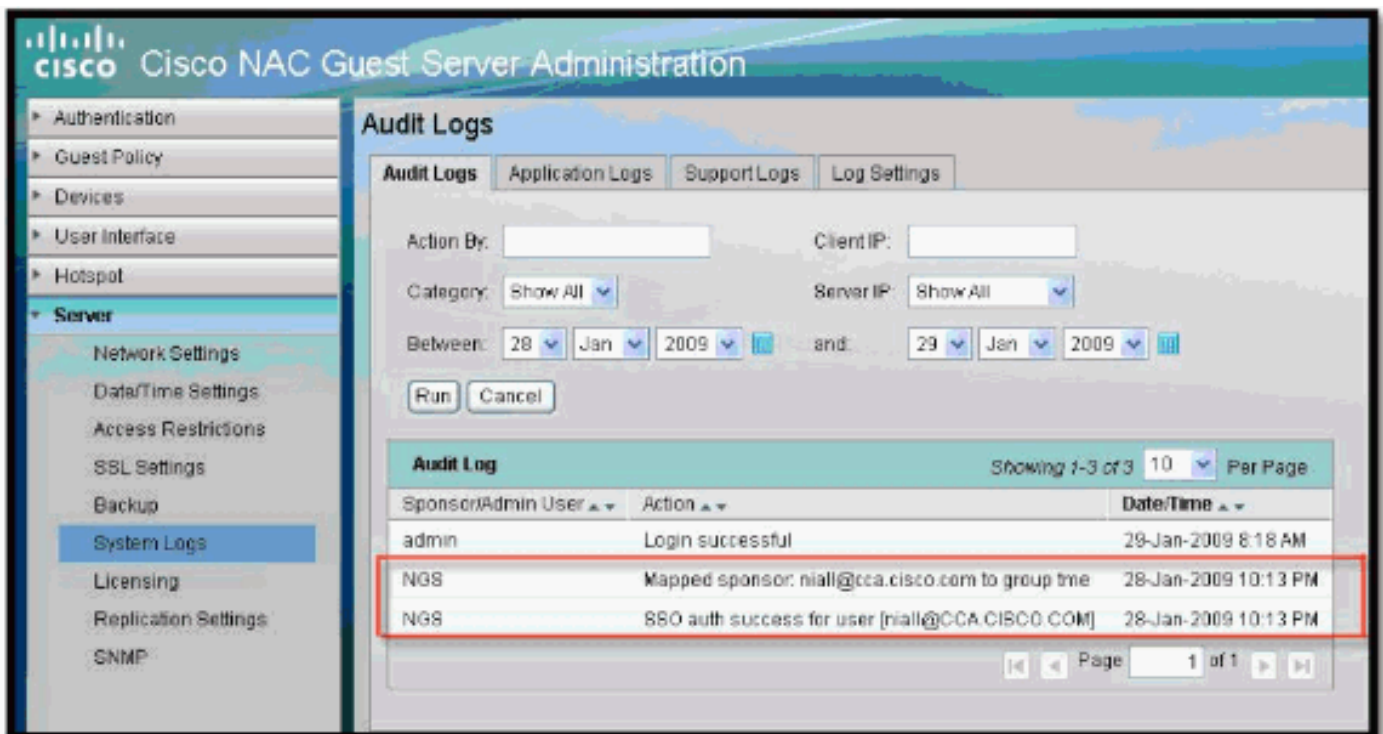 CISCO Cisco NAC Guest Server Administration
Authentication
Guest Policy
Devices
User Interface
Hotspot
Server
Network Settings
Date/Time Settings
Access Restrictions
SSL Settings
Backup
System Logs
Licensing
Replication Settings
SNMP
Audit Logs
Audit Logs Application Logs Support Logs Log Settings
Action By: Client IP:
Category: Show All Server IP: Show All
Between: 28 Jan 2009 and: 29 Jan 2009
Run Cancel
Audit Log Showing 1-3 of 3 10 Per Page
Sponsor/Admin User Action Date/Time
admin Login successful 29-Jan-2009 8:18 AM
NGS Mapped sponsor: niall@cca.cisco.com to group tme 28-Jan-2009 10:13 PM
NGS SSO auth success for user [niall@CCA.CISCO.COM] 28-Jan-2009 10:13 PM
Page 1 of 1